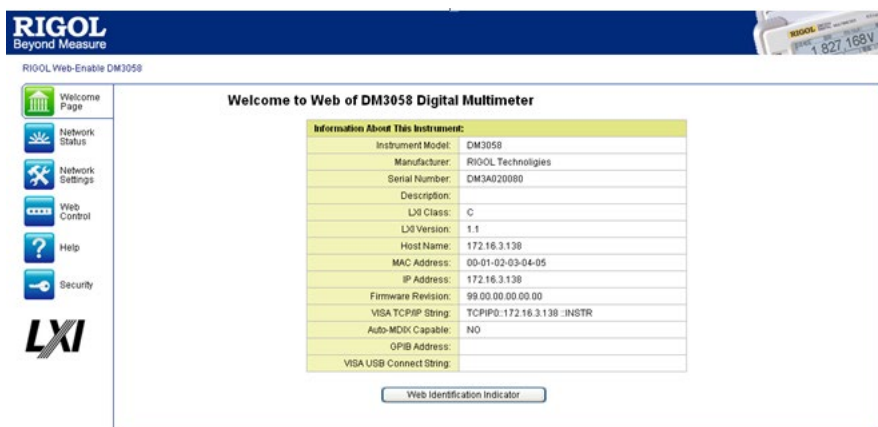 RIGOL
Beyond Measure
RIGOL
1.827,168V
RIGOL Web-Enable DM3058
Welcome Page
Network Status
Network Settings
Web Control
Help
Security
LXI
Welcome to Web of DM3058 Digital Multimeter
Information About This Instrument:
Instrument Model: DM3058
Manufacturer: RIGOL Technoligies
Serial Number: DM3A020080
Description:
LXI Class: C
LXI Version: 1.1
Host Name: 172.16.3.138
MAC Address: 00-01-02-03-04-05
IP Address: 172.16.3.138
Firmware Revision: 99.00.00.00.00.00
VISA TCP/IP String: TCPIP0::172.16.3.138 ::INSTR
Auto-MDIX Capable: NO
GPIB Address:
VISA USB Connect String:
Web Identification Indicator